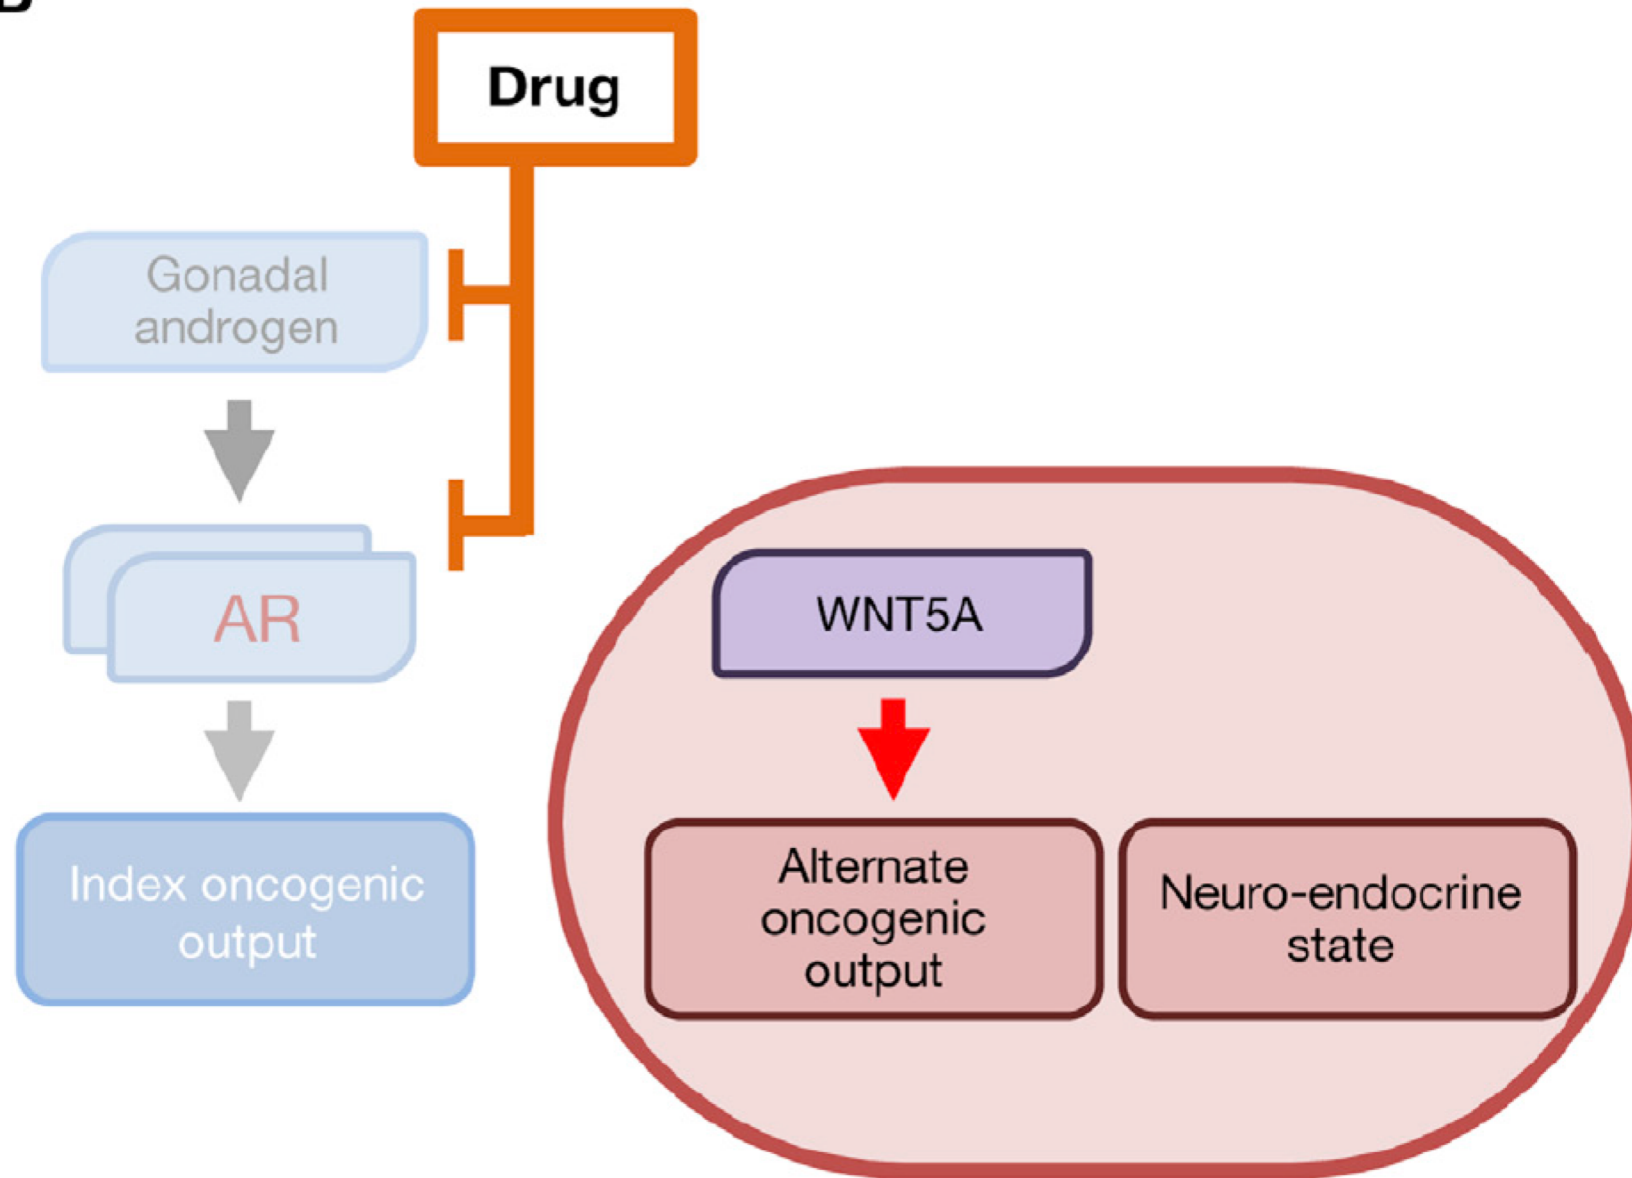 Drug
Gonadal
androgen
AR
WNT5A
Index oncogenic
output
Alternate
oncogenic
output
Neuro-endocrine
state